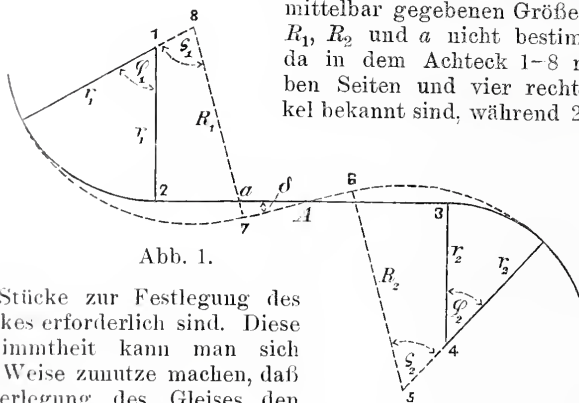 mittelbar gegebenen Größe
R₁, R₂ und a nicht bestim
da in dem Achteck 1–8 r
ben Seiten und vier recht
kel bekannt sind, während 2
8
1
ς₁
φ₁
r₁
r₁
R₁
2
a
δ
7
A
6
3
R₂
r₂
r₂
φ₂
ς₂
4
5
Abb. 1.
Stücke zur Festlegung des
kes erforderlich sind. Diese
immtheit kann man sich
Weise zunutze machen, daß
erlegung des Gleises den